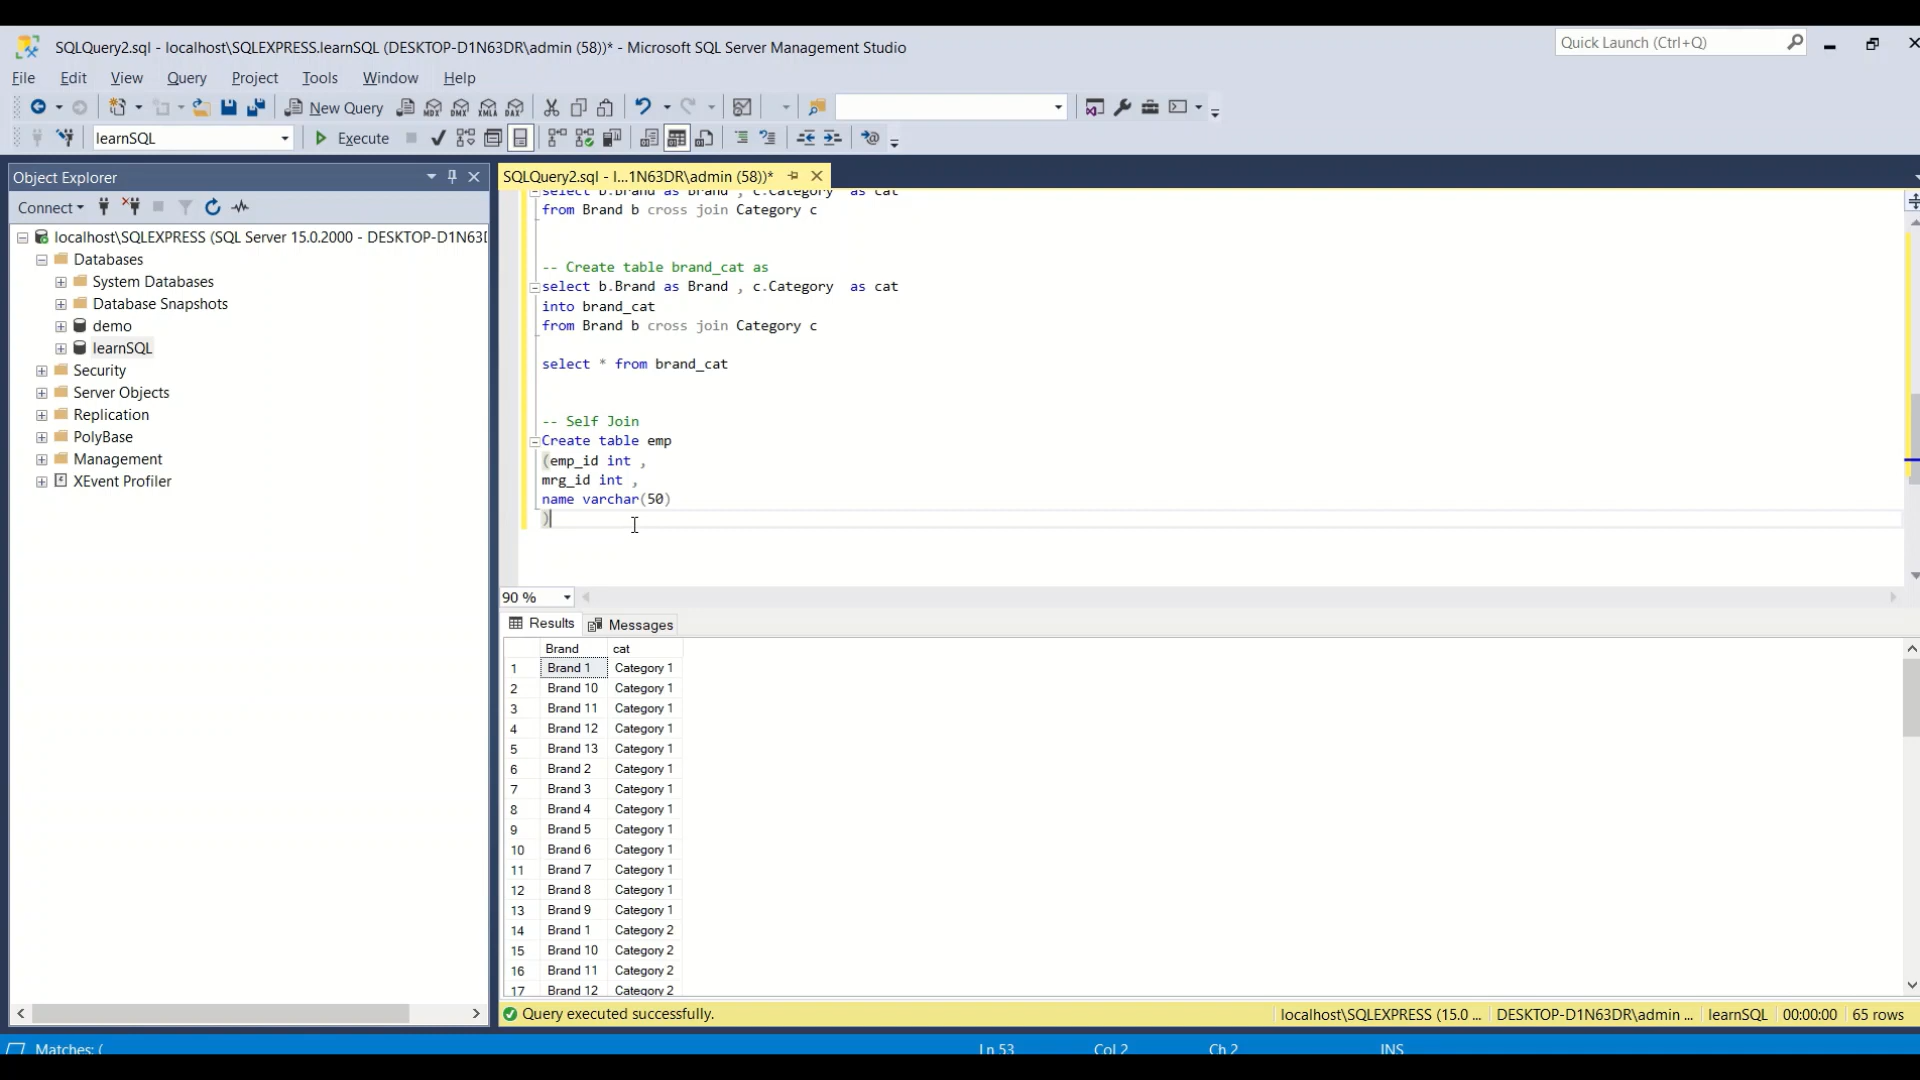 SQLQuery2.sql - localhost\SQLEXPRESS.learnSQL (DESKTOP-D1N63DR\admin (58))* - Microsoft SQL Server Management Studio
Quick Launch (Ctrl+Q)
File Edit View Query Project Tools Window Help
New Query
MDX DMX XMLA DAX
learnSQL
Execute
Object Explorer
SQLQuery2.sql - l...1N63DR\admin (58))*
Connect
localhost\SQLEXPRESS (SQL Server 15.0.2000 - DESKTOP-D1N63
Databases
System Databases
Database Snapshots
demo
learnSQL
Security
Server Objects
Replication
PolyBase
Management
XEvent Profiler
select b.Brand as Brand , c.Category  as cat
from Brand b cross join Category c
-- Create table brand_cat as
select b.Brand as Brand , c.Category  as cat
into brand_cat
from Brand b cross join Category c
select * from brand_cat
-- Self Join
Create table emp
(emp_id int ,
mrg_id int ,
name varchar(50)
)
90 %
Results Messages
Brand cat
1 Brand 1 Category 1
2 Brand 10 Category 1
3 Brand 11 Category 1
4 Brand 12 Category 1
5 Brand 13 Category 1
6 Brand 2 Category 1
7 Brand 3 Category 1
8 Brand 4 Category 1
9 Brand 5 Category 1
10 Brand 6 Category 1
11 Brand 7 Category 1
12 Brand 8 Category 1
13 Brand 9 Category 1
14 Brand 1 Category 2
15 Brand 10 Category 2
16 Brand 11 Category 2
17 Brand 12 Category 2
Query executed successfully.
localhost\SQLEXPRESS (15.0 ... DESKTOP-D1N63DR\admin ... learnSQL 00:00:00 65 rows
Matches: (
Ln 53 Col 2 Ch 2 INS